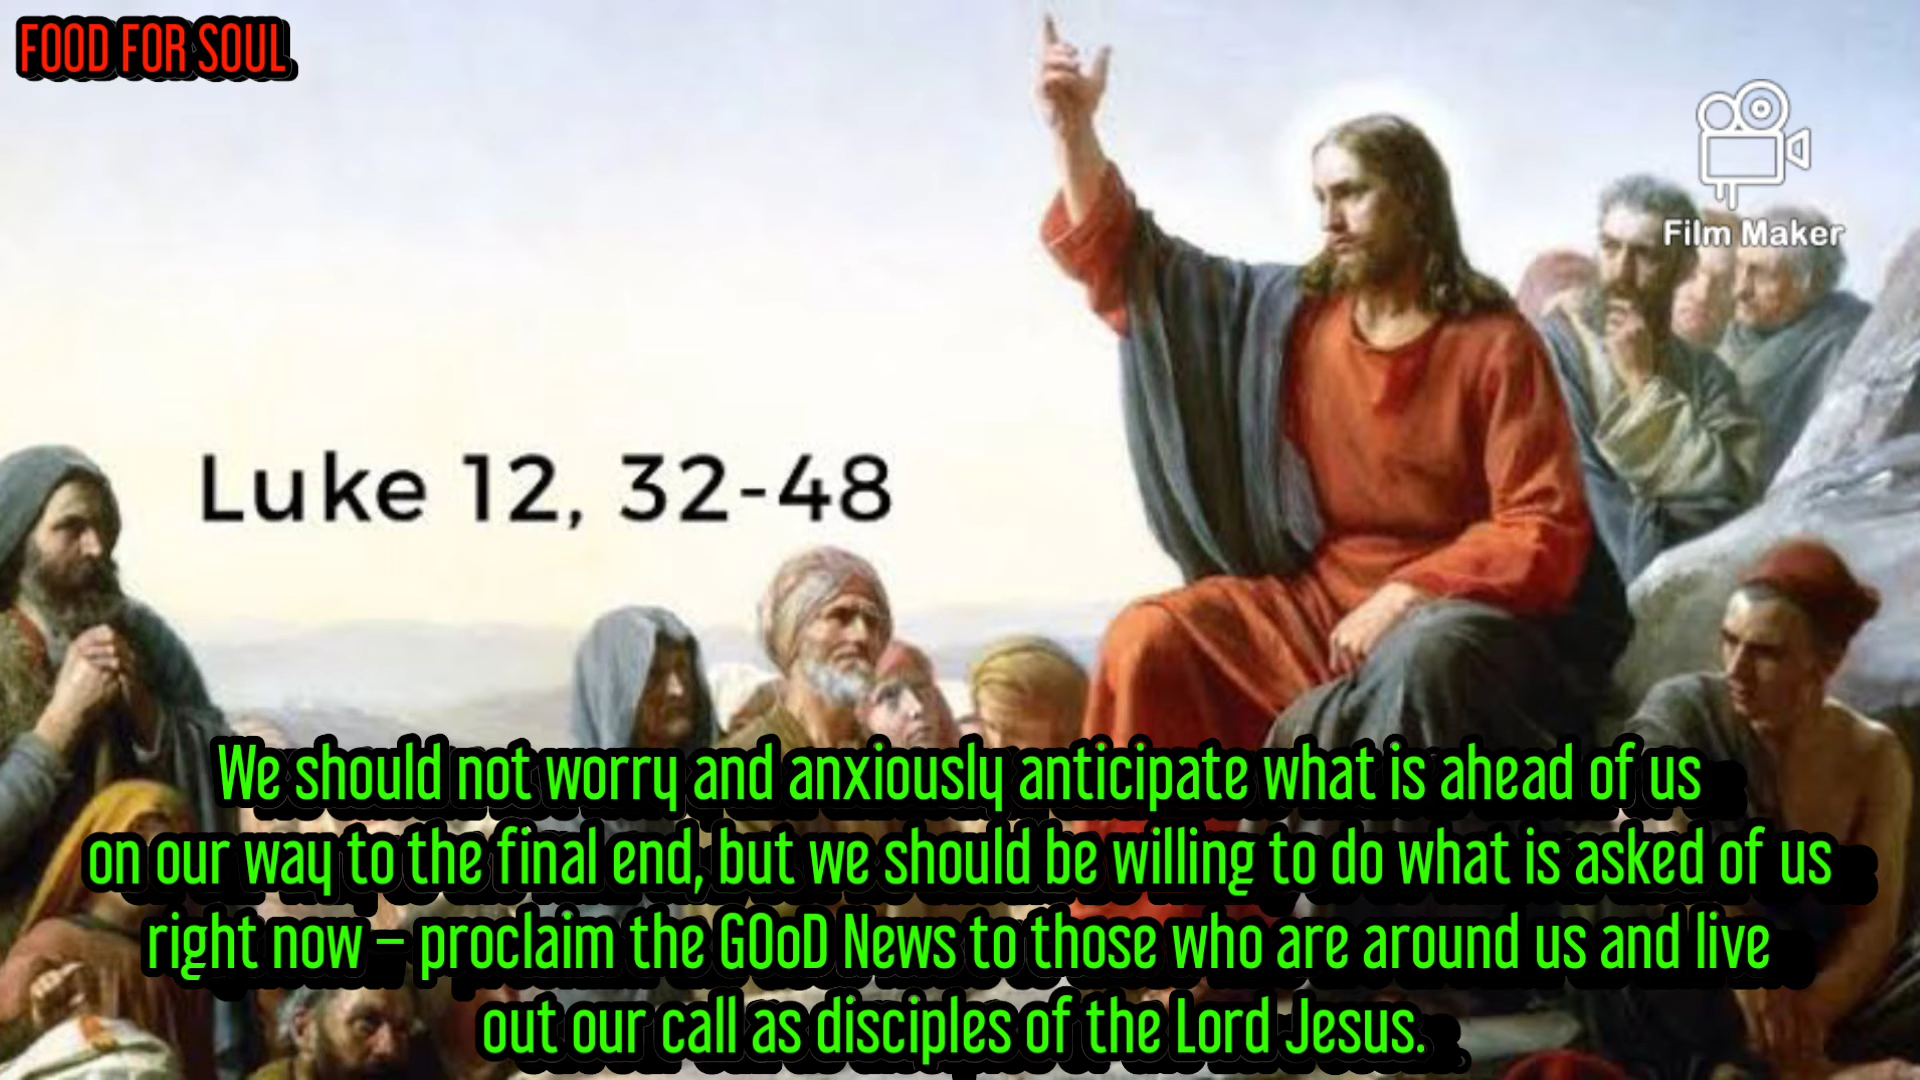 FOOD FOR SOUL
Film Maker
Luke 12, 32-48
We should not worry and anxiously anticipate what is ahead of us
on our way to the final end, but we should be willing to do what is asked of us
right now – proclaim the GOoD News to those who are around us and live
out our call as disciples of the Lord Jesus.